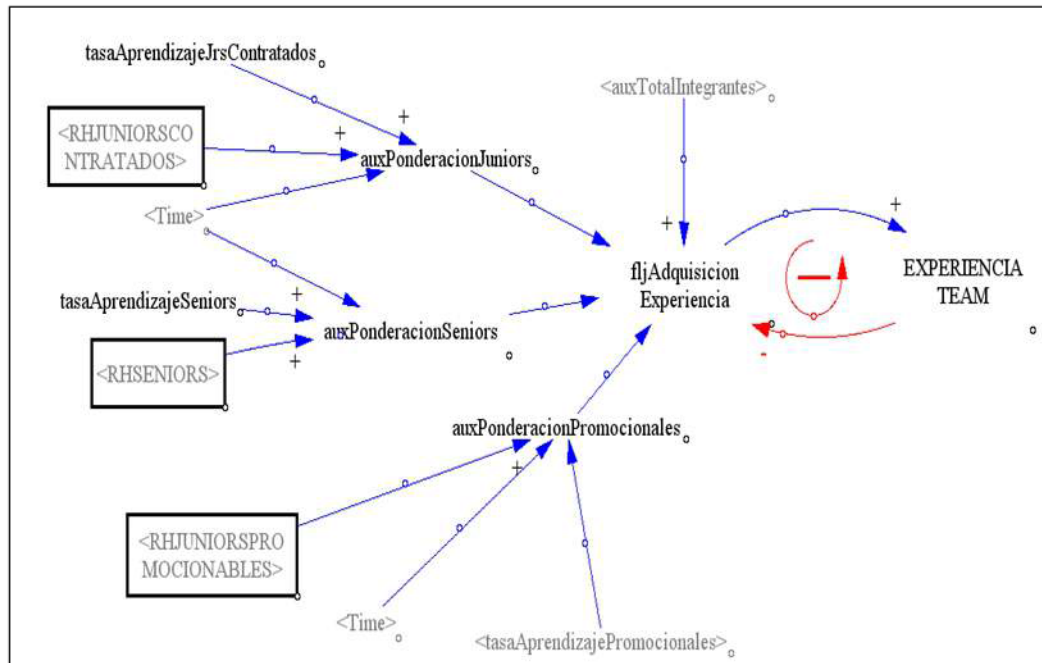 tasaAprendizajeJrsContratados
<auxTotalIntegrantes>
<RHJUNIORSCO
NTRATADOS>
+
+
auxPonderacionJuniors
<Time>
+
+
fljAdquisicion
Experiencia
EXPERIENCIA
TEAM
tasaAprendizajeSeniors
+
auxPonderacionSeniors
<RHSENIORS>
+
-
auxPonderacionPromocionales
+
<RHJUNIORSPRO
MOCIONABLES>
<Time>
<tasaAprendizajePromocionales>